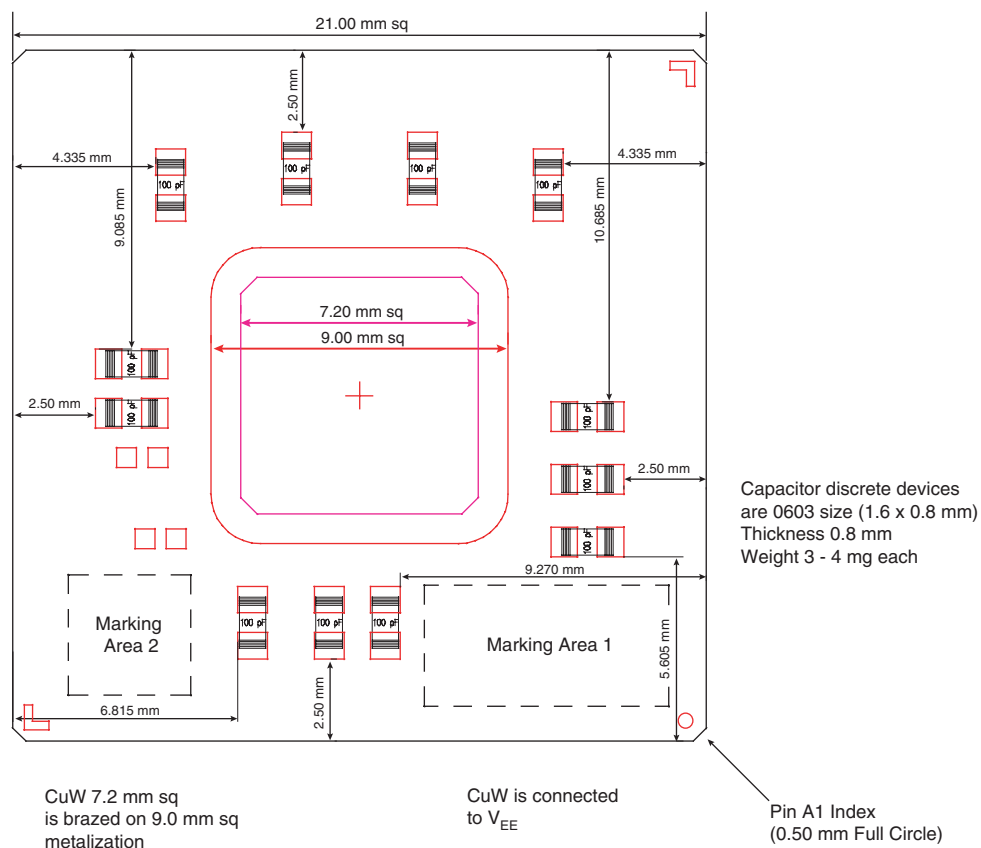 21.00 mm sq
2.50 mm
4.335 mm
4.335 mm
100 pF
100 pF
100 pF
100 pF
9.085 mm
10.685 mm
7.20 mm sq
9.00 mm sq
100 pF
2.50 mm
100 pF
100 pF
2.50 mm
100 pF
Capacitor discrete devices
are 0603 size (1.6 x 0.8 mm)
Thickness 0.8 mm
Weight 3 - 4 mg each
100 pF
9.270 mm
Marking
Area 2
100 pF
100 pF
100 pF
Marking Area 1
5.605 mm
6.815 mm
2.50 mm
CuW 7.2 mm sq
is brazed on 9.0 mm sq
metalization
CuW is connected
to VEE
Pin A1 Index
(0.50 mm Full Circle)